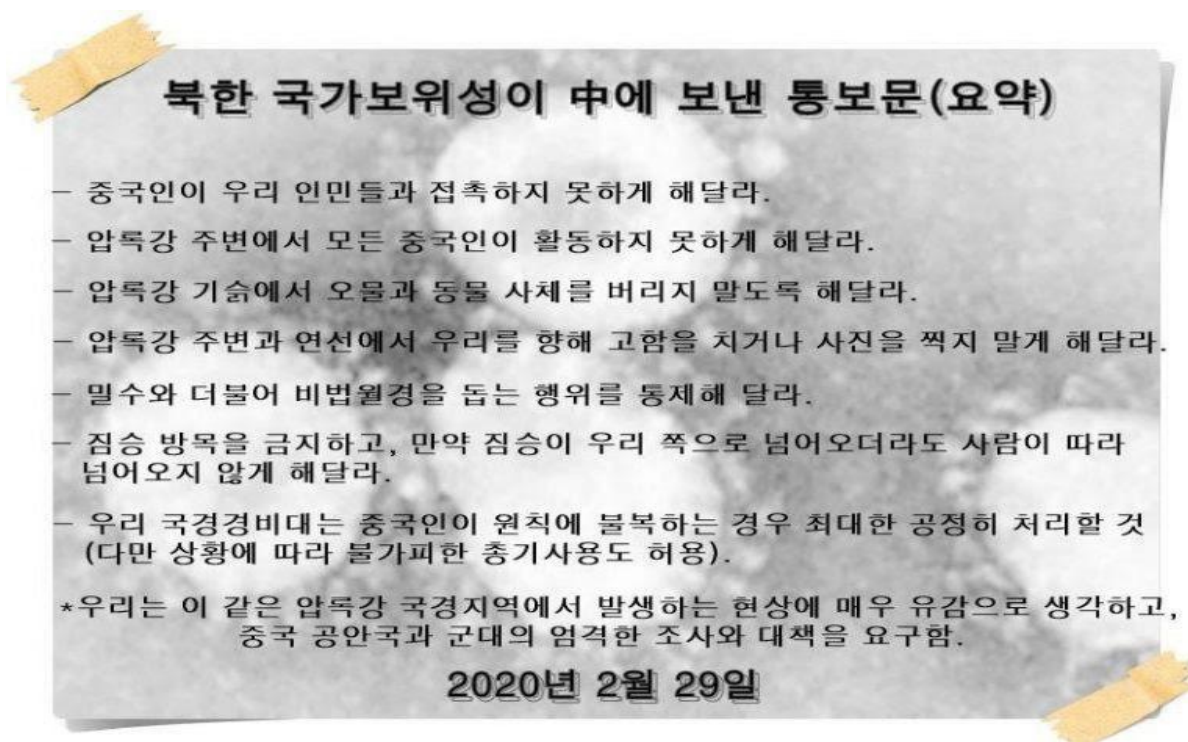 북한 국가보위성이 中에 보낸 통보문(요약)
- 중국인이 우리 인민들과 접촉하지 못하게 해달라.
- 압록강 주변에서 모든 중국인이 활동하지 못하게 해달라.
- 압록강 기슭에서 오물과 동물 사체를 버리지 말도록 해달라.
- 압록강 주변과 연선에서 우리를 향해 고함을 치거나 사진을 찍지 말게 해달라.
- 밀수와 더불어 비법월경을 돕는 행위를 통제해 달라.
- 짐승 방목을 금지하고, 만약 짐승이 우리 쪽으로 넘어오더라도 사람이 따라
넘어오지 않게 해달라.
- 우리 국경경비대는 중국인이 원칙에 불복하는 경우 최대한 공정히 처리할 것
(다만 상황에 따라 불가피한 총기사용도 허용).
*우리는 이 같은 압록강 국경지역에서 발생하는 현상에 매우 유감으로 생각하고,
중국 공안국과 군대의 엄격한 조사와 대책을 요구함.
2020년 2월 29일